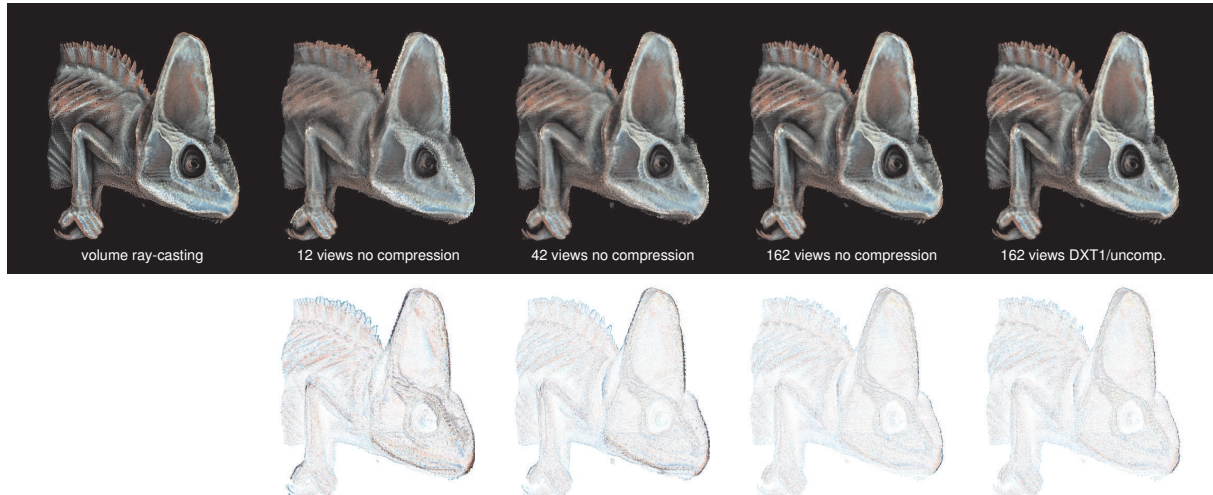 volume ray-casting
12 views no compression
42 views no compression
162 views no compression
162 views DXT1/uncomp.